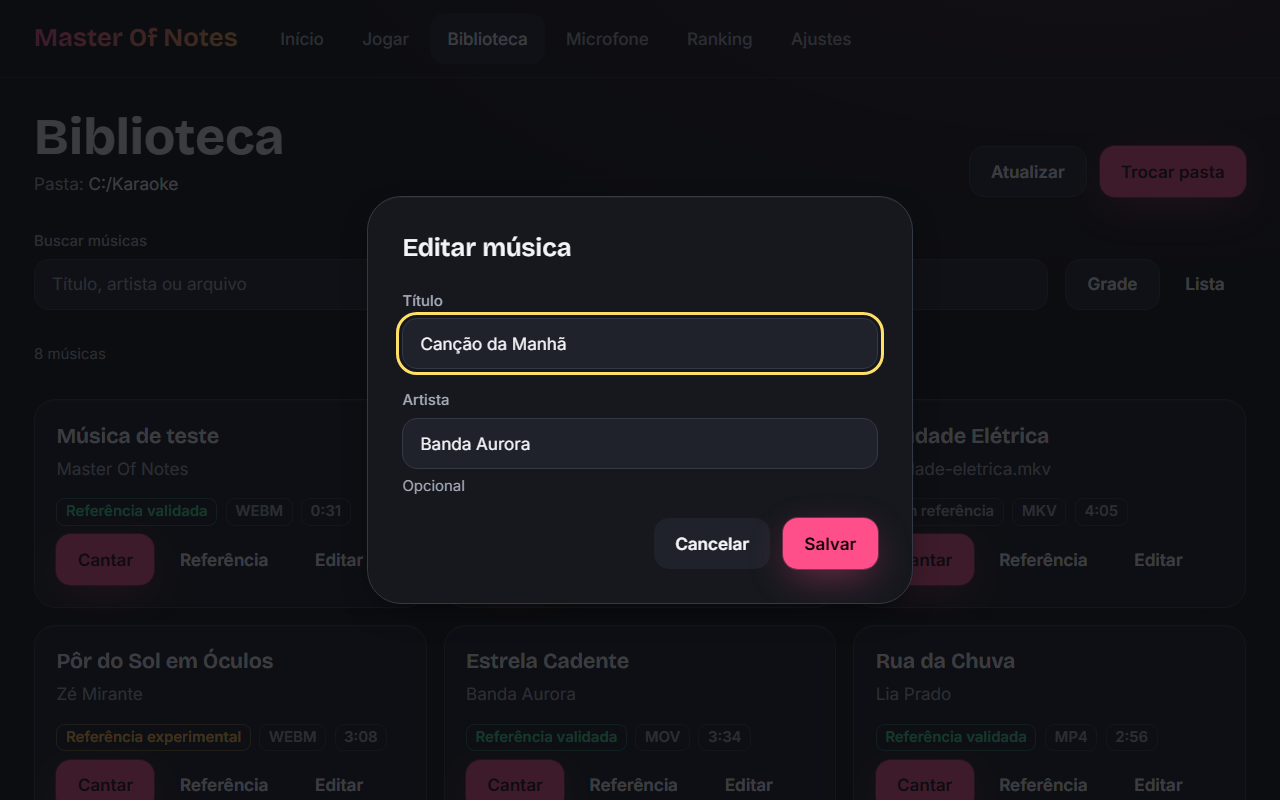 Master Of Notes
Início
Jogar
Biblioteca
Microfone
Ranking
Ajustes
Biblioteca
Pasta: C:/Karaoke
Atualizar
Trocar pasta
Buscar músicas
Título, artista ou arquivo
Grade
Lista
8 músicas
Editar música
Título
Canção da Manhã
Artista
Banda Aurora
Opcional
Cancelar
Salvar
Música de teste
Master Of Notes
Referência validada
WEBM
0:31
Cantar
Referência
Editar
Elétrica
referência
MKV
4:05
Referência
Editar
Pôr do Sol em Óculos
Zé Mirante
Referência experimental
WEBM
3:08
Cantar
Referência
Editar
Estrela Cadente
Banda Aurora
Referência validada
MOV
3:34
Cantar
Referência
Editar
Rua da Chuva
Lia Prado
Referência validada
MP4
2:56
Cantar
Referência
Editar